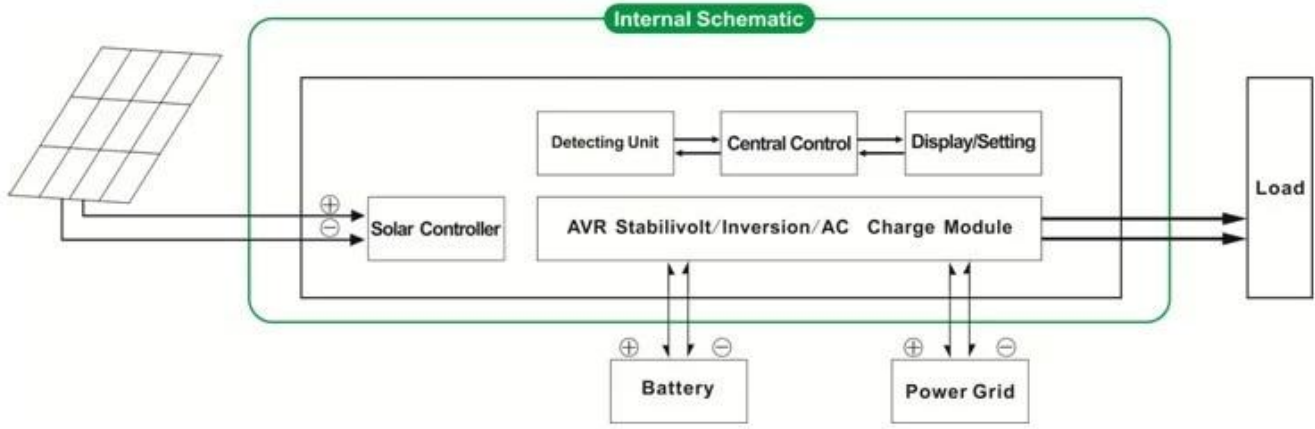 Internal Schematic
Detecting Unit
Central Control
Display/Setting
Load
⊕
⊖
Solar Controller
AVR Stabilivolt/Inversion/AC Charge Module
⊕ ⊖
⊕ ⊖
Battery
Power Grid